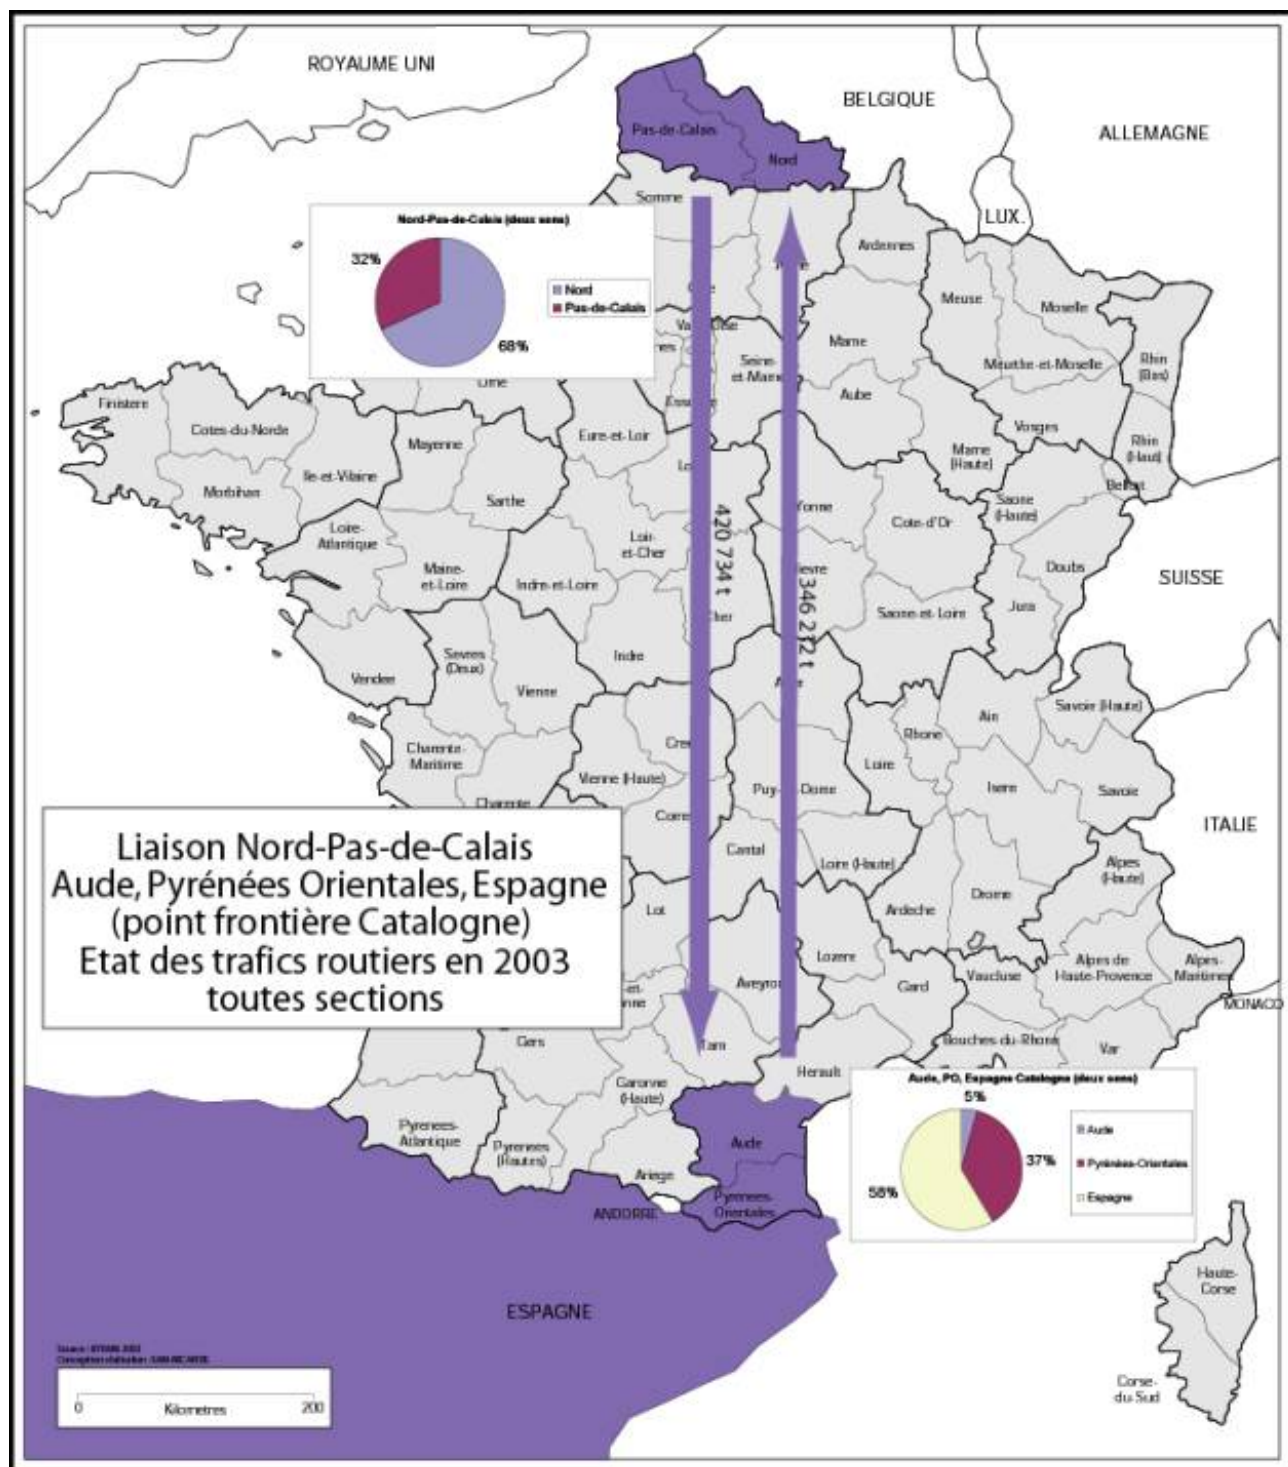 ROYAUME UNI
BELGIQUE
ALLEMAGNE
Pas-de-Calais
Nord
LUX.
Somme
Ardennes
Nord-Pas-de-Calais (deux sens)
32%
68%
Nord
Pas-de-Calais
Meuse
Moselle
Marne
Seine-
et-Marne
Meurthe-et-Moselle
Rhin
(Bas)
Aube
Vosges
Rhin
(Haut)
Marne
(Haute)
Finistere
Cotes-du-Norde
Ile-et-Vilaine
Morbihan
Mayenne
Sarthe
Eure-et-Loir
Saone
(Haute)
Yonne
Cote-d'Or
Loire-
Atlantique
Loir-
et-Cher
Doubs
Maine-
et-Loire
Indre-et-Loire
420 734 t
346 212 t
Saone-et-Loire
Jura
SUISSE
Cher
Indre
Sevres
(Deux)
Vendee
Vienne
Ain
Savoie (Haute)
Rhone
Charente-
Maritime
Vienne (Haute)
Loire
Isere
Savoie
Charente
ITALIE
Cantal
Loire (Haute)
Alpes
(Haute)
Liaison Nord-Pas-de-Calais
Aude, Pyrénées Orientales, Espagne
(point frontière Catalogne)
Etat des trafics routiers en 2003
toutes sections
Lot
Ardeche
Drome
Lozere
Aveyron
Gard
Vaucluse
Alpes de
Haute-Provence
Alpes-
Maritimes
MONACO
Gers
Tarn
Herault
Bouches-du-Rhone
Var
Garonne
(Haute)
Pyrenees-
Atlantique
Pyrenees
(Hautes)
Ariege
Aude
Pyrenees-
Orientales
ANDORRE
Aude, PO, Espagne Catalogne (deux sens)
5%
37%
58%
Aude
Pyrénées-Orientales
Espagne
ESPAGNE
Haute-
Corse
Corse-
du-Sud
0
Kilometres
200